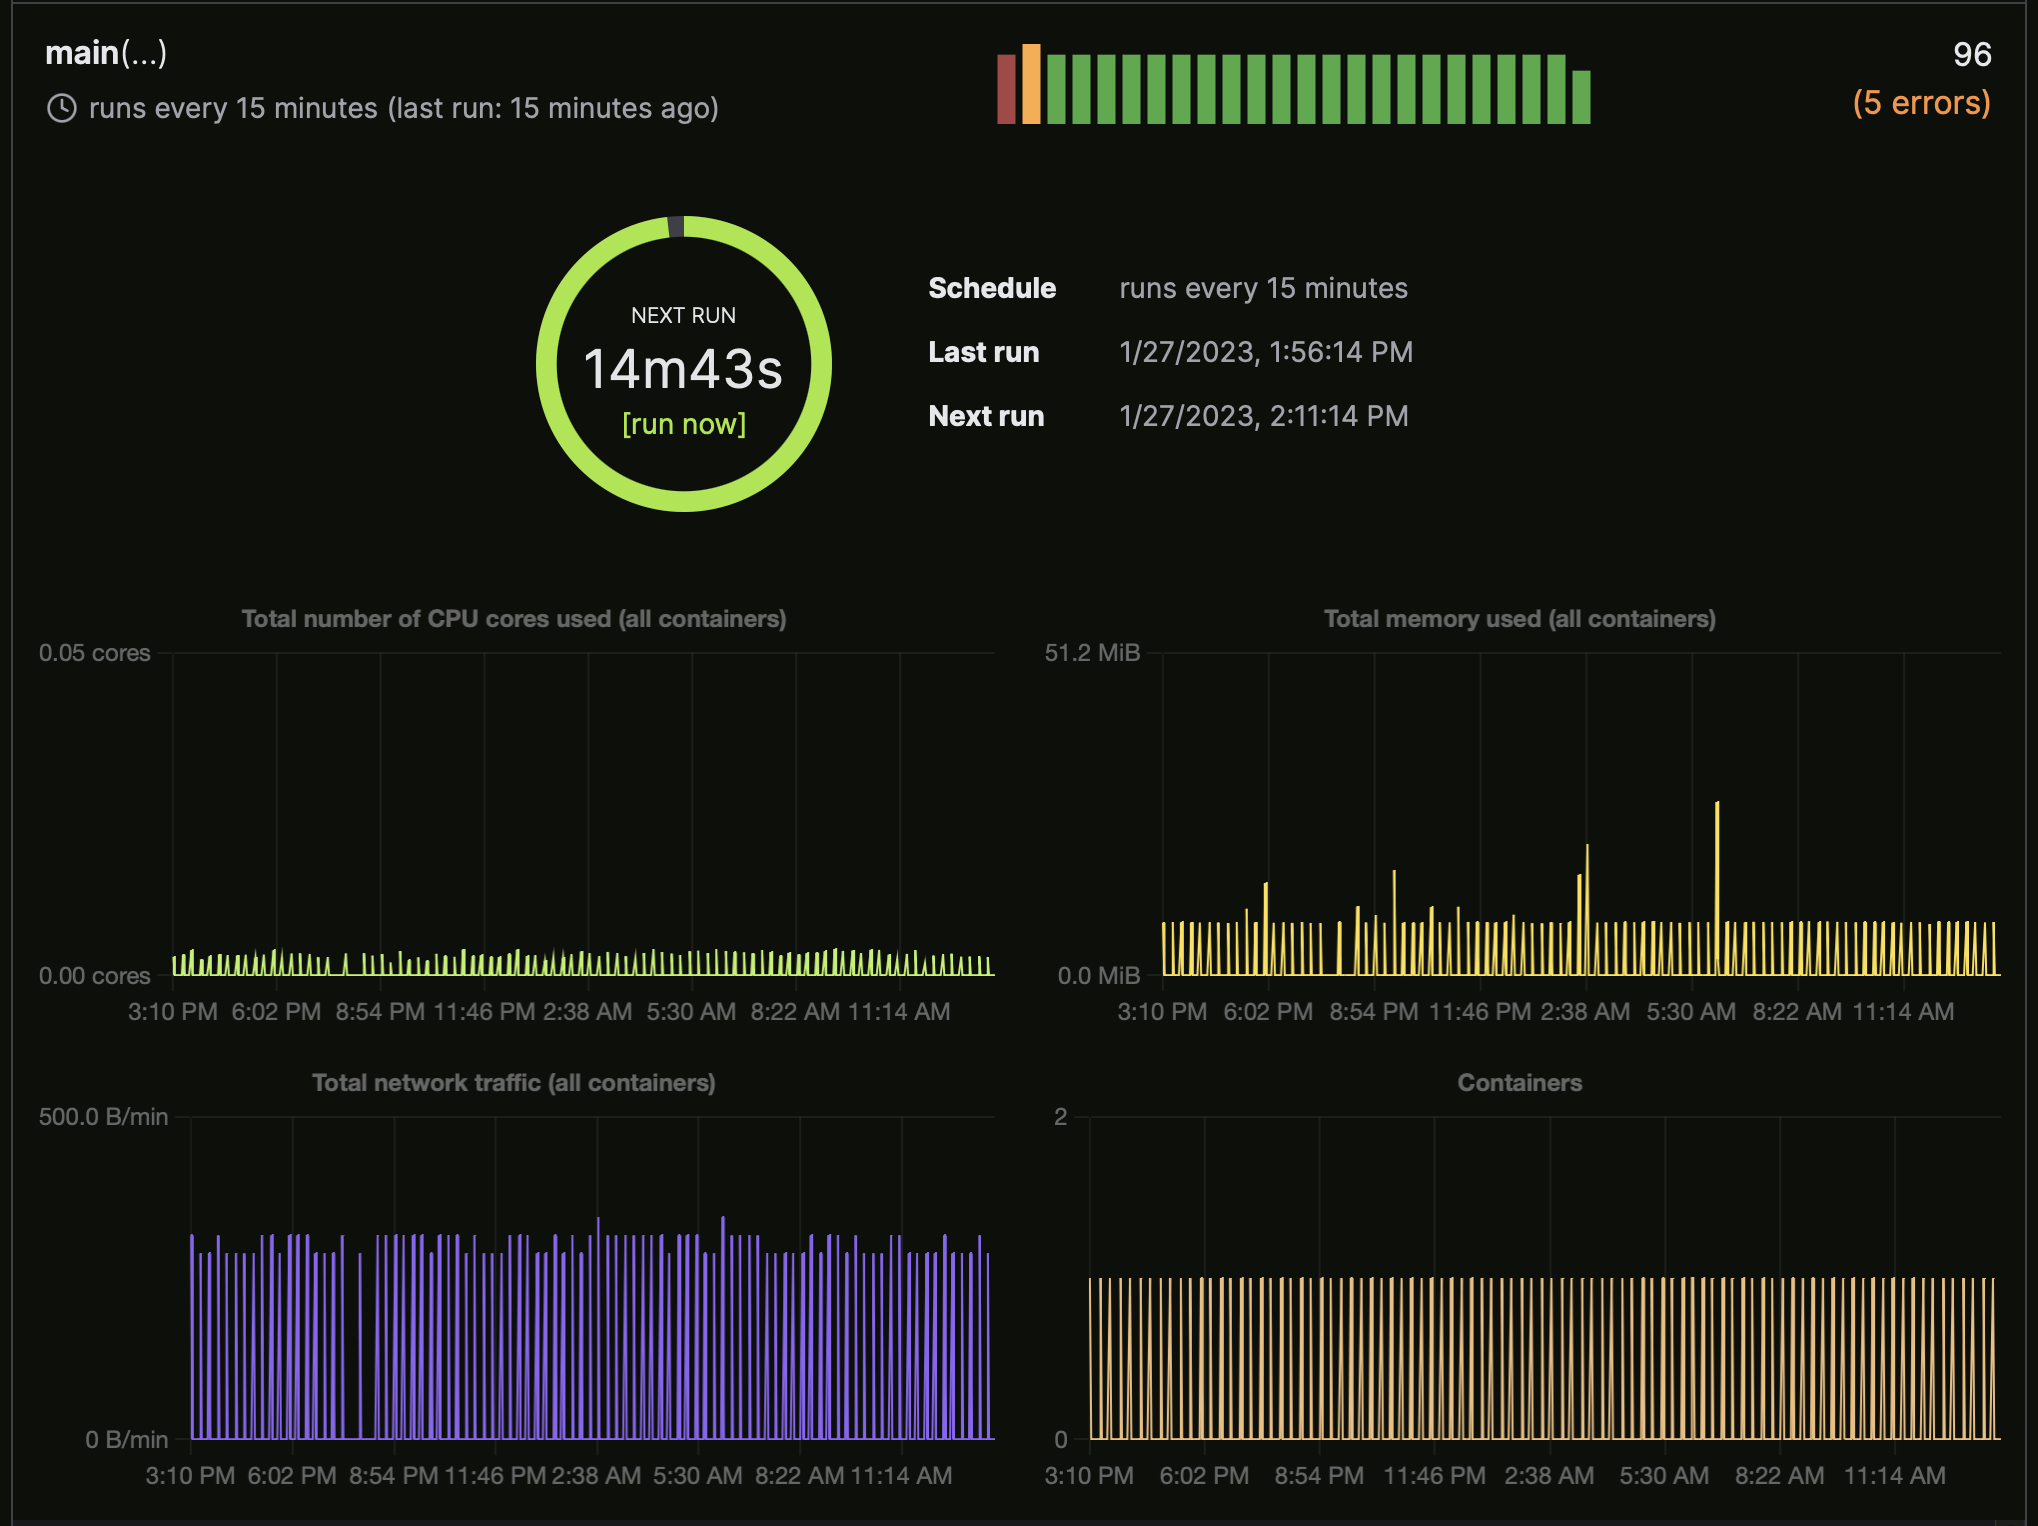 main(...)
runs every 15 minutes (last run: 15 minutes ago)
96
(5 errors)
NEXT RUN
14m43s
[run now]
Schedule runs every 15 minutes
Last run 1/27/2023, 1:56:14 PM
Next run 1/27/2023, 2:11:14 PM
Total number of CPU cores used (all containers)
0.05 cores
0.00 cores
3:10 PM 6:02 PM 8:54 PM 11:46 PM 2:38 AM 5:30 AM 8:22 AM 11:14 AM
Total memory used (all containers)
51.2 MiB
0.0 MiB
3:10 PM 6:02 PM 8:54 PM 11:46 PM 2:38 AM 5:30 AM 8:22 AM 11:14 AM
Total network traffic (all containers)
500.0 B/min
0 B/min
3:10 PM 6:02 PM 8:54 PM 11:46 PM 2:38 AM 5:30 AM 8:22 AM 11:14 AM
Containers
2
0
3:10 PM 6:02 PM 8:54 PM 11:46 PM 2:38 AM 5:30 AM 8:22 AM 11:14 AM